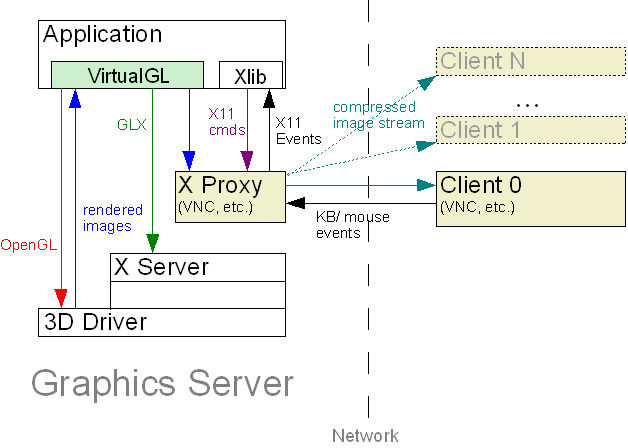 Application
VirtualGL
Xlib
Client N
...
compressed
image stream
Client 1
GLX
X11
cmds
X11
Events
X Proxy
(VNC, etc.)
Client 0
(VNC, etc.)
rendered
images
KB/ mouse
events
OpenGL
X Server
3D Driver
Graphics Server
Network